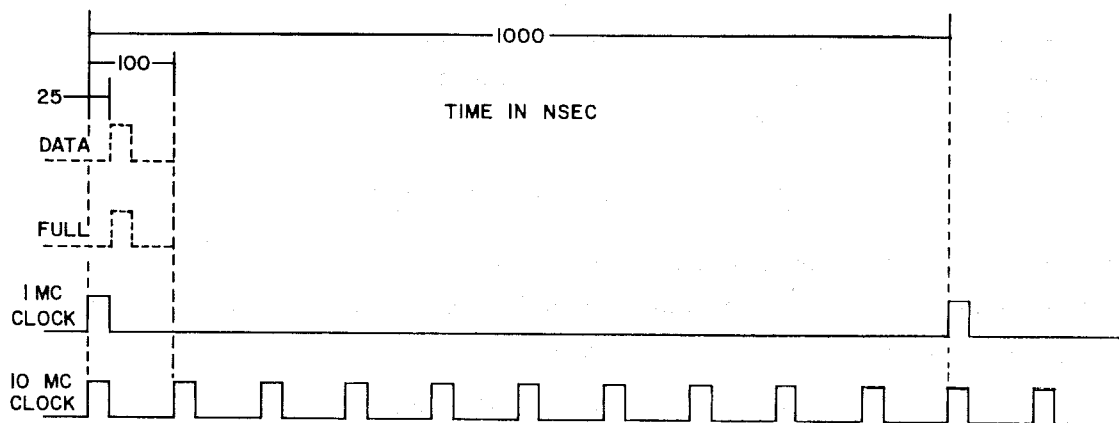 1000
100
25
TIME IN NSEC
DATA
FULL
1 MC
CLOCK
10 MC
CLOCK